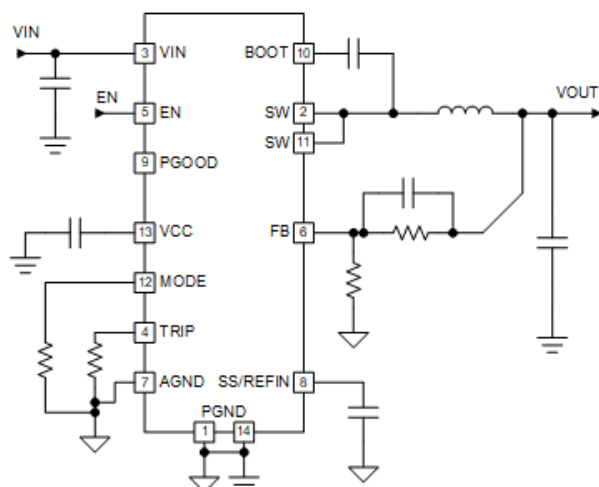 VIN
3 VIN
BOOT 10
EN
5 EN
SW 2
VOUT
SW 11
9 PGOOD
13 VCC
FB 6
12 MODE
4 TRIP
7 AGND
SS/REFIN 8
PGND
1 14